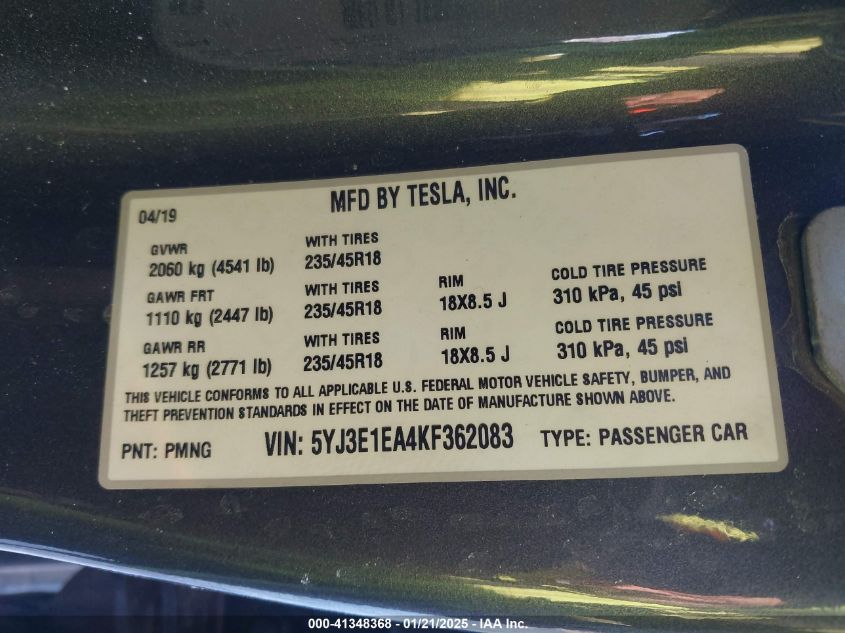 MFD BY TESLA, INC.
04/19
GVWR
2060 kg (4541 lb)
WITH TIRES
235/45R18
GAWR FRT
1110 kg (2447 lb)
WITH TIRES
235/45R18
RIM
18X8.5 J
COLD TIRE PRESSURE
310 kPa, 45 psi
GAWR RR
1257 kg (2771 lb)
WITH TIRES
235/45R18
RIM
18X8.5 J
COLD TIRE PRESSURE
310 kPa, 45 psi
THIS VEHICLE CONFORMS TO ALL APPLICABLE U.S. FEDERAL MOTOR VEHICLE SAFETY, BUMPER, AND
THEFT PREVENTION STANDARDS IN EFFECT ON THE DATE OF MANUFACTURE SHOWN ABOVE.
PNT: PMNG VIN: 5YJ3E1EA4KF362083 TYPE: PASSENGER CAR
000-41348368 - 01/21/2025 - IAA Inc.